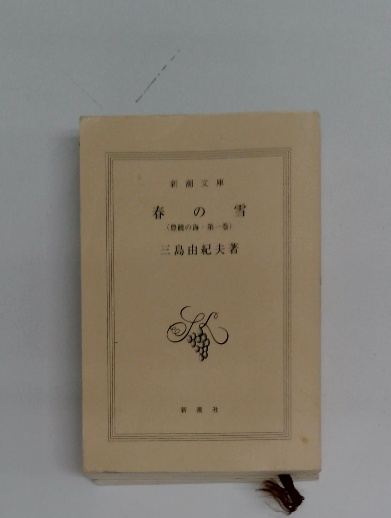 新潮文庫
春の雪
(豊饒の海・第一巻)
三島由紀夫著
新潮社